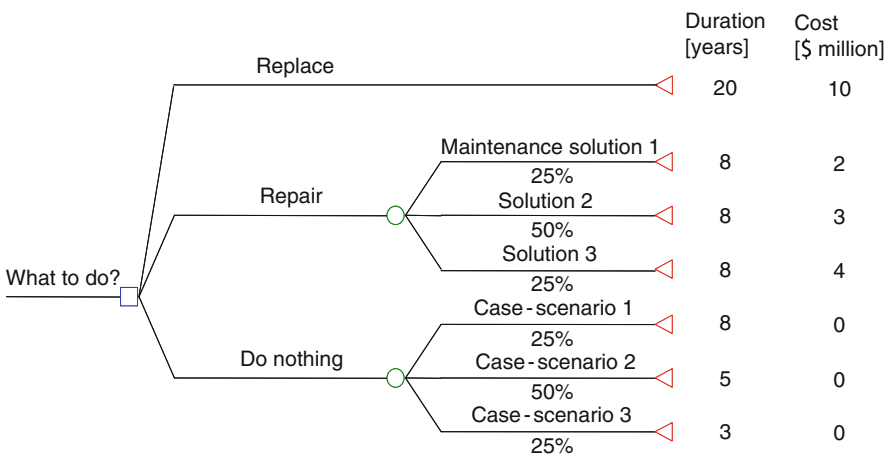 Duration
[years]
Cost
[$ million]
Replace
20
10
Maintenance solution 1
25%
8
2
Repair
Solution 2
50%
8
3
Solution 3
25%
8
4
What to do?
Case-scenario 1
25%
8
0
Do nothing
Case-scenario 2
50%
5
0
Case-scenario 3
25%
3
0